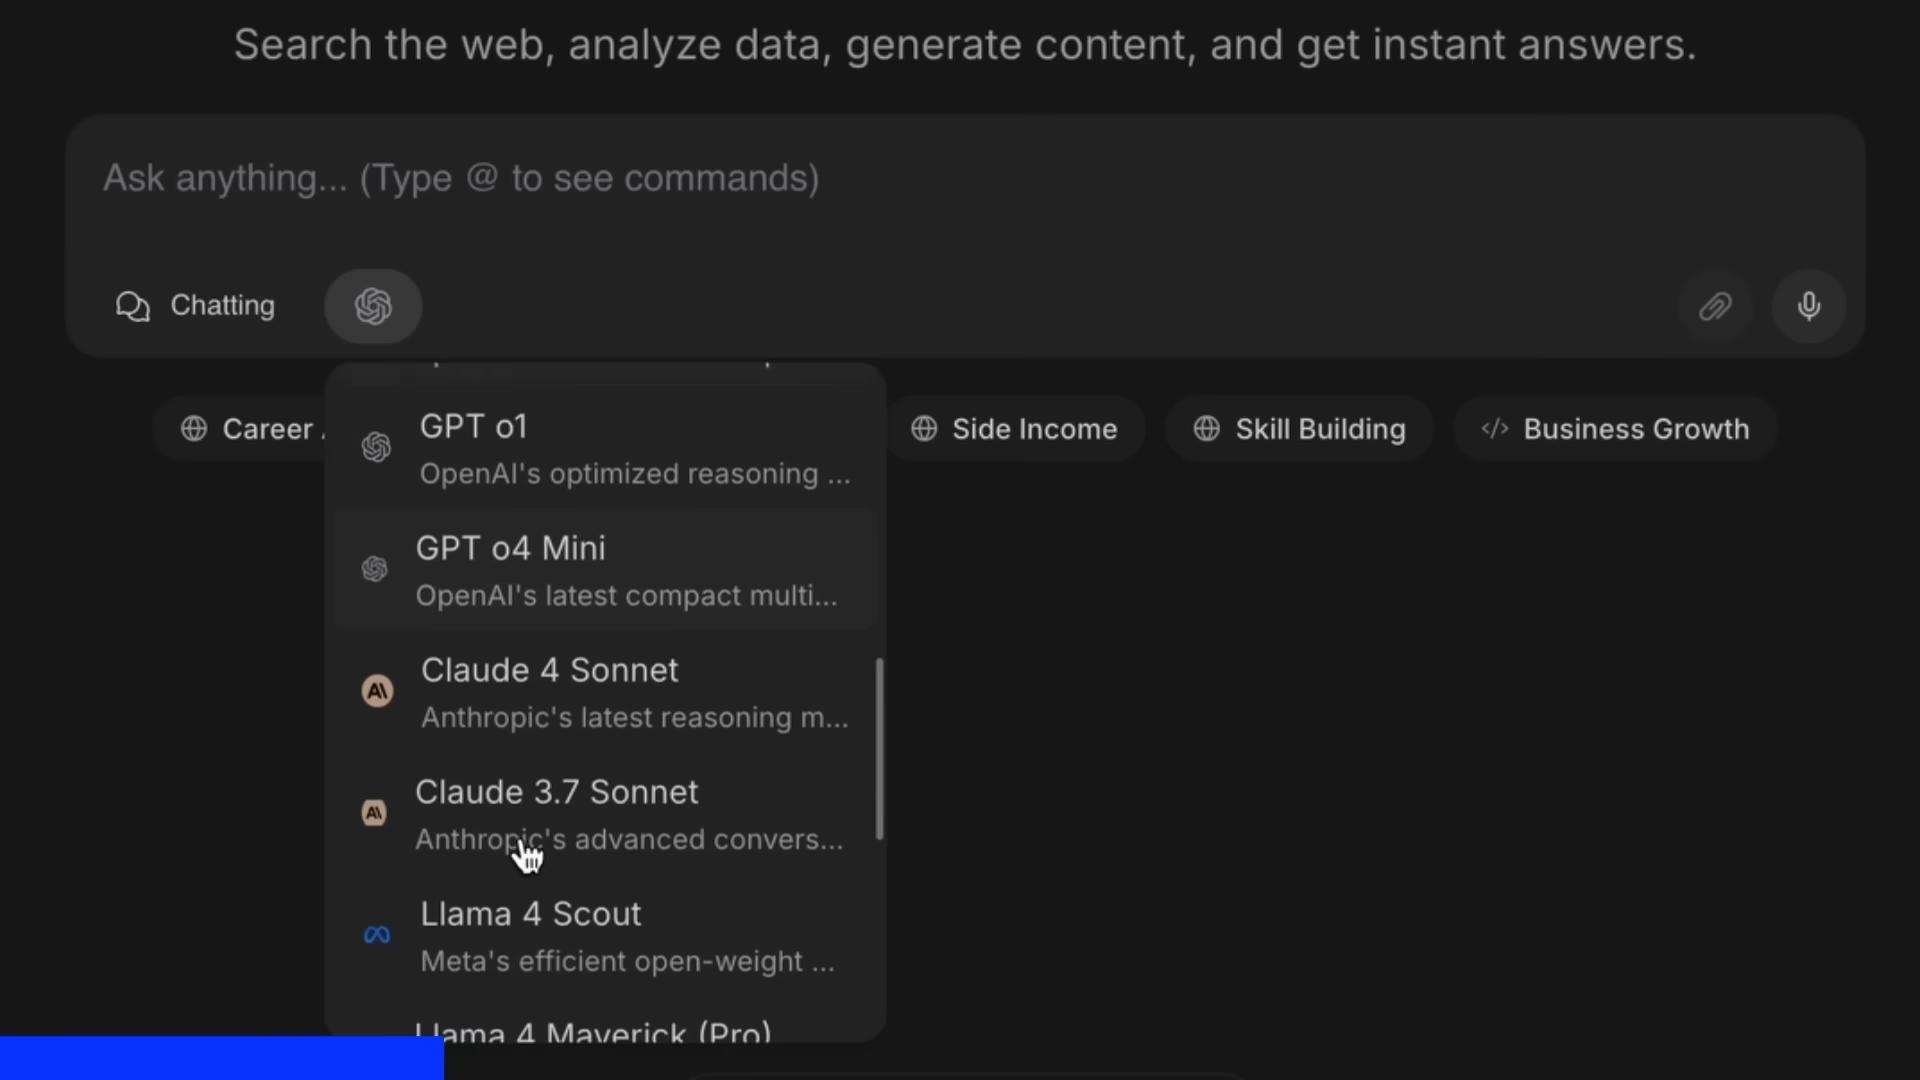 Search the web, analyze data, generate content, and get instant answers.
Ask anything... (Type @ to see commands)
Chatting
Career
Side Income
Skill Building
</> Business Growth
GPT o1
OpenAI's optimized reasoning ...
GPT o4 Mini
OpenAI's latest compact multi...
Claude 4 Sonnet
Anthropic's latest reasoning m...
Claude 3.7 Sonnet
Anthropic's advanced convers...
Llama 4 Scout
Meta's efficient open-weight ...
Llama 4 Maverick (Pro)